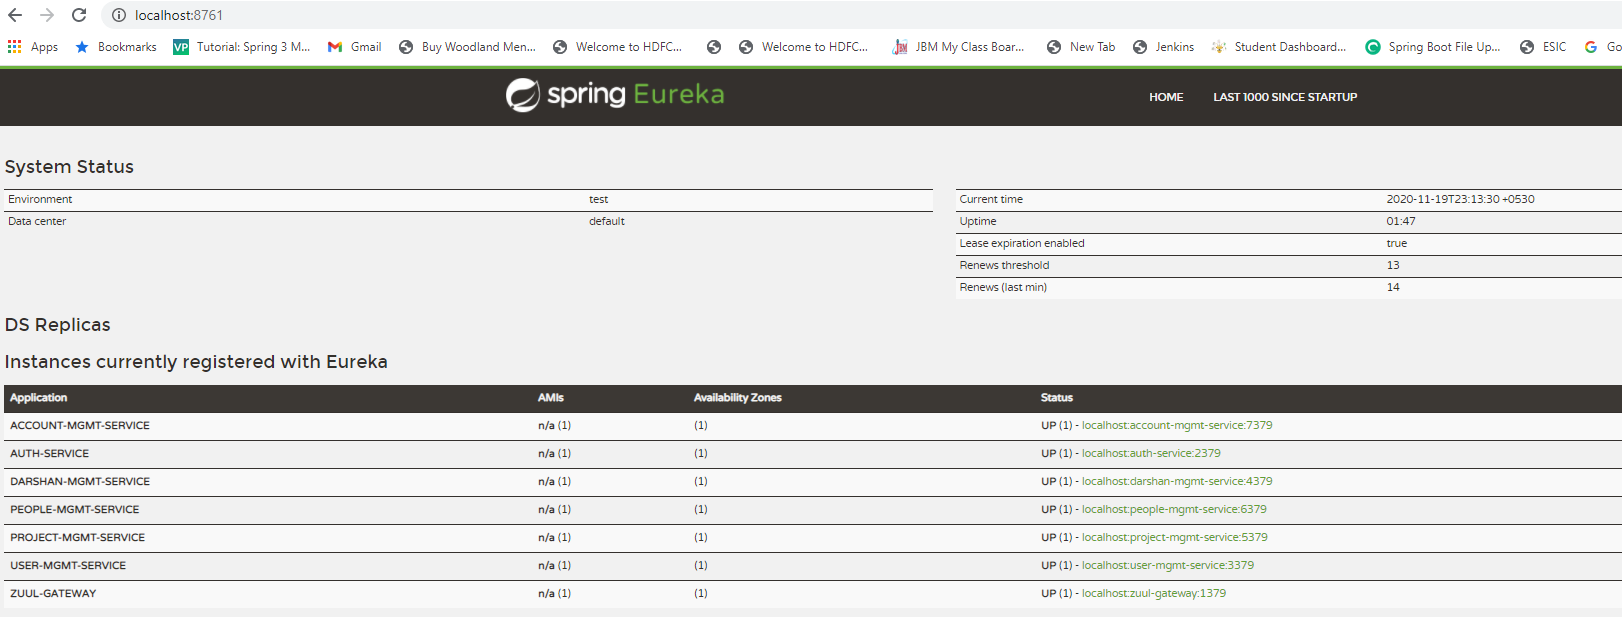 localhost:8761
Apps Bookmarks VP Tutorial: Spring 3 M... Gmail Buy Woodland Men... Welcome to HDFC... Welcome to HDFC... JBM JBM My Class Boar... New Tab Jenkins Student Dashboard... Spring Boot File Up... ESIC Go
spring Eureka HOME LAST 1000 SINCE STARTUP
System Status
Environment test Current time 2020-11-19T23:13:30 +0530
Data center default Uptime 01:47
Lease expiration enabled true
Renews threshold 13
Renews (last min) 14
DS Replicas
Instances currently registered with Eureka
Application AMIs Availability Zones Status
ACCOUNT-MGMT-SERVICE n/a (1) (1) UP (1) - localhost:account-mgmt-service:7379
AUTH-SERVICE n/a (1) (1) UP (1) - localhost:auth-service:2379
DARSHAN-MGMT-SERVICE n/a (1) (1) UP (1) - localhost:darshan-mgmt-service:4379
PEOPLE-MGMT-SERVICE n/a (1) (1) UP (1) - localhost:people-mgmt-service:6379
PROJECT-MGMT-SERVICE n/a (1) (1) UP (1) - localhost:project-mgmt-service:5379
USER-MGMT-SERVICE n/a (1) (1) UP (1) - localhost:user-mgmt-service:3379
ZUUL-GATEWAY n/a (1) (1) UP (1) - localhost:zuul-gateway:1379